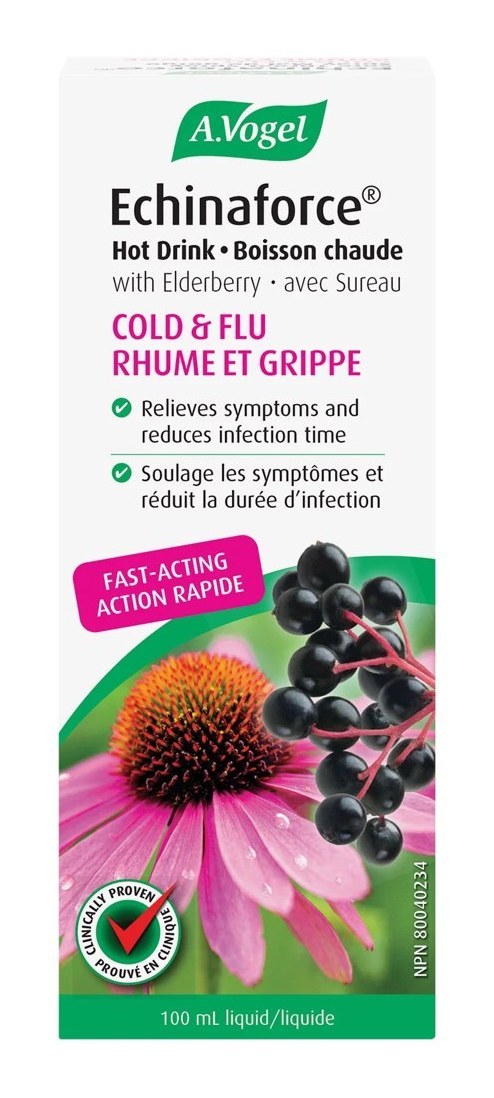 A.Vogel
Echinaforce®
Hot Drink • Boisson chaude
with Elderberry • avec Sureau
COLD & FLU
RHUME ET GRIPPE
Relieves symptoms and
reduces infection time
Soulage les symptômes et
réduit la durée d'infection
FAST-ACTING
ACTION RAPIDE
CLINICALLY PROVEN
PROUVÉ EN CLINIQUE
NPN 80040234
100 mL liquid/liquide